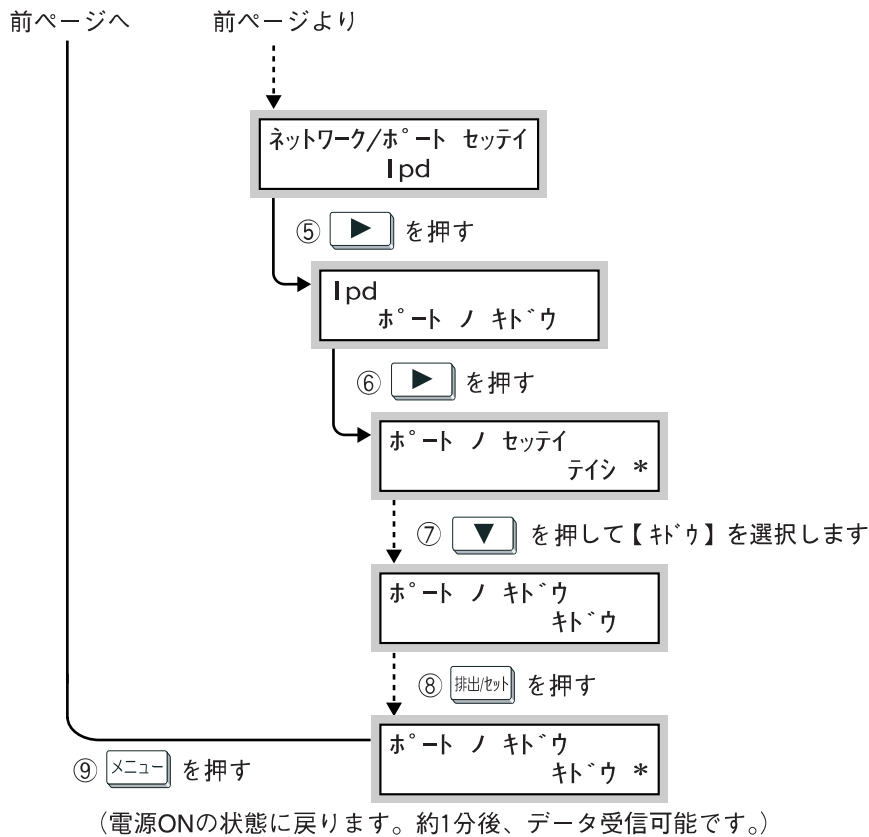 前ページへ
前ページより
ネットワーク/ポート セッテイ
lpd
⑤ ▶ を押す
lpd
ポート ノ キドウ
⑥ ▶ を押す
ポート ノ セッテイ
テイシ *
⑦ ▼ を押して【キドウ】を選択します
ポート ノ キドウ
キドウ
⑧ 排出/セット を押す
ポート ノ キドウ
キドウ *
⑨ メニュー を押す
（電源ONの状態に戻ります。約1分後、データ受信可能です。）